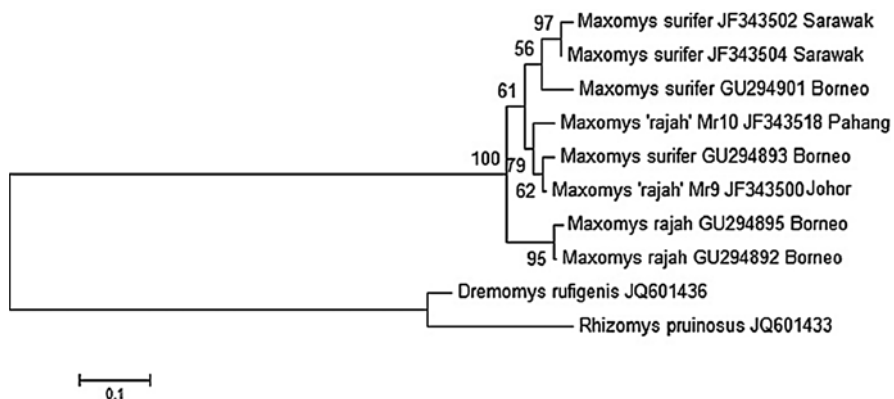 97
Maxomys surifer JF343502 Sarawak
Maxomys surifer JF343504 Sarawak
56
Maxomys surifer GU294901 Borneo
61
Maxomys 'rajah' Mr10 JF343518 Pahang
100
79
Maxomys surifer GU294893 Borneo
62
Maxomys 'rajah' Mr9 JF343500 Johor
Maxomys rajah GU294895 Borneo
95
Maxomys rajah GU294892 Borneo
Dremomys rufigenis JQ601436
Rhizomys pruinosus JQ601433
0.1